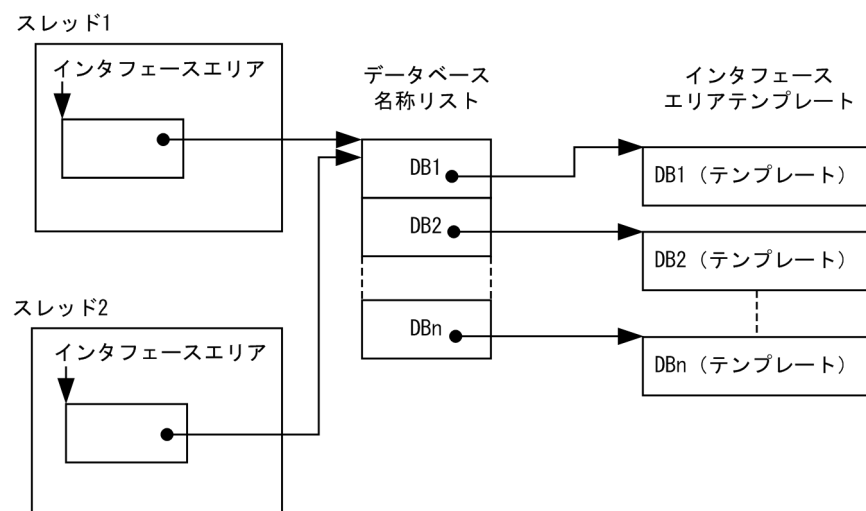 スレッド1
インタフェースエリア
データベース
名称リスト
インタフェース
エリアテンプレート
DB1
DB1（テンプレート）
DB2
DB2（テンプレート）
スレッド2
インタフェースエリア
DBn
DBn（テンプレート）